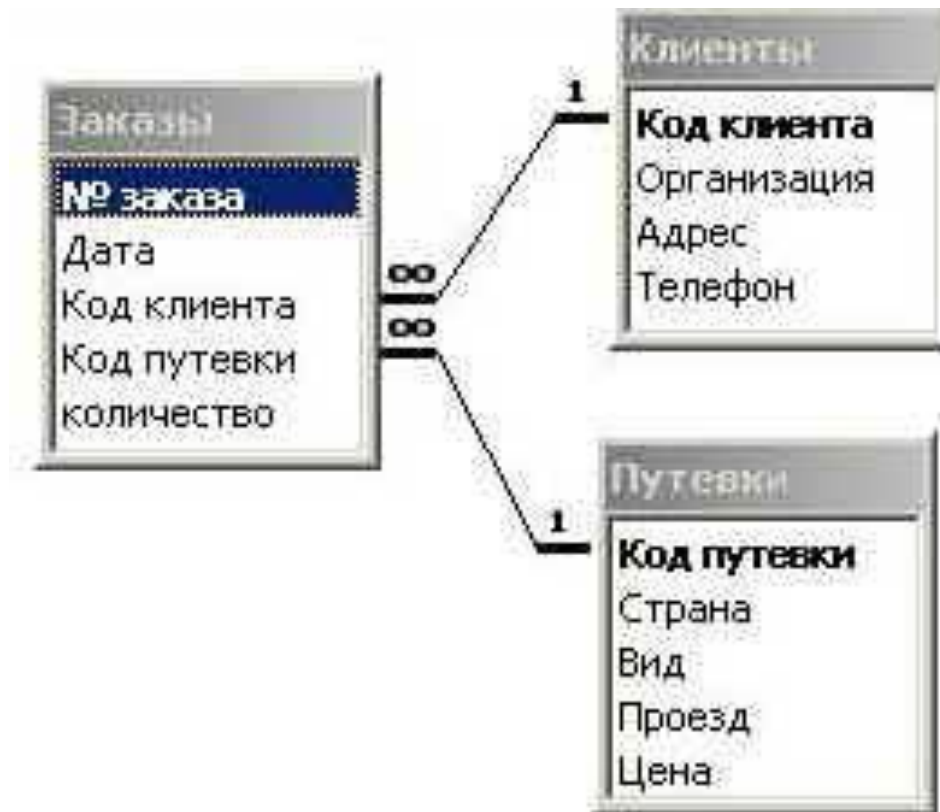 Заказы
№ заказа
Дата
Код клиента
Код путевки
количество
∞
∞
1
1
Клиенты
Код клиента
Организация
Адрес
Телефон
Путевки
Код путевки
Страна
Вид
Проезд
Цена